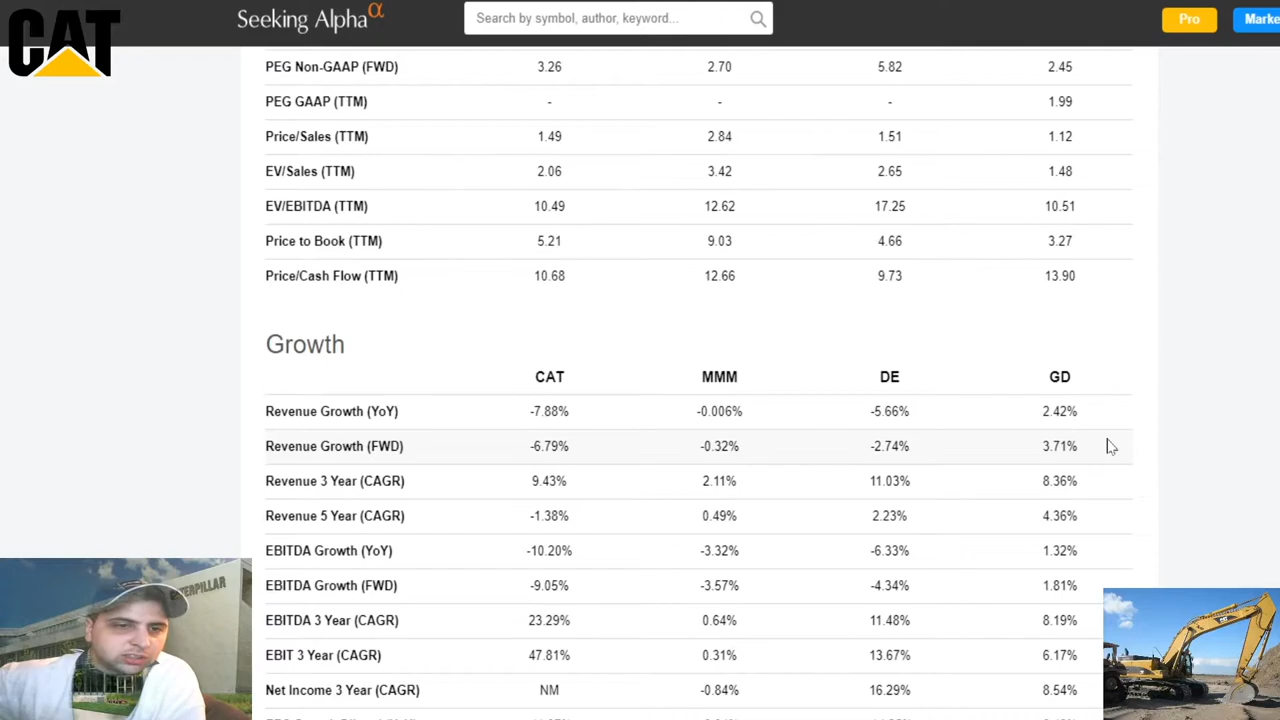 CAT
Seeking Alpha α
Search by symbol, author, keyword...
Pro
Marke
PEG Non-GAAP (FWD) 3.26 2.70 5.82 2.45
PEG GAAP (TTM) - - - 1.99
Price/Sales (TTM) 1.49 2.84 1.51 1.12
EV/Sales (TTM) 2.06 3.42 2.65 1.48
EV/EBITDA (TTM) 10.49 12.62 17.25 10.51
Price to Book (TTM) 5.21 9.03 4.66 3.27
Price/Cash Flow (TTM) 10.68 12.66 9.73 13.90
Growth
CAT MMM DE GD
Revenue Growth (YoY) -7.88% -0.006% -5.66% 2.42%
Revenue Growth (FWD) -6.79% -0.32% -2.74% 3.71%
Revenue 3 Year (CAGR) 9.43% 2.11% 11.03% 8.36%
Revenue 5 Year (CAGR) -1.38% 0.49% 2.23% 4.36%
EBITDA Growth (YoY) -10.20% -3.32% -6.33% 1.32%
EBITDA Growth (FWD) -9.05% -3.57% -4.34% 1.81%
EBITDA 3 Year (CAGR) 23.29% 0.64% 11.48% 8.19%
EBIT 3 Year (CAGR) 47.81% 0.31% 13.67% 6.17%
Net Income 3 Year (CAGR) NM -0.84% 16.29% 8.54%
ERPILLAR
CAT